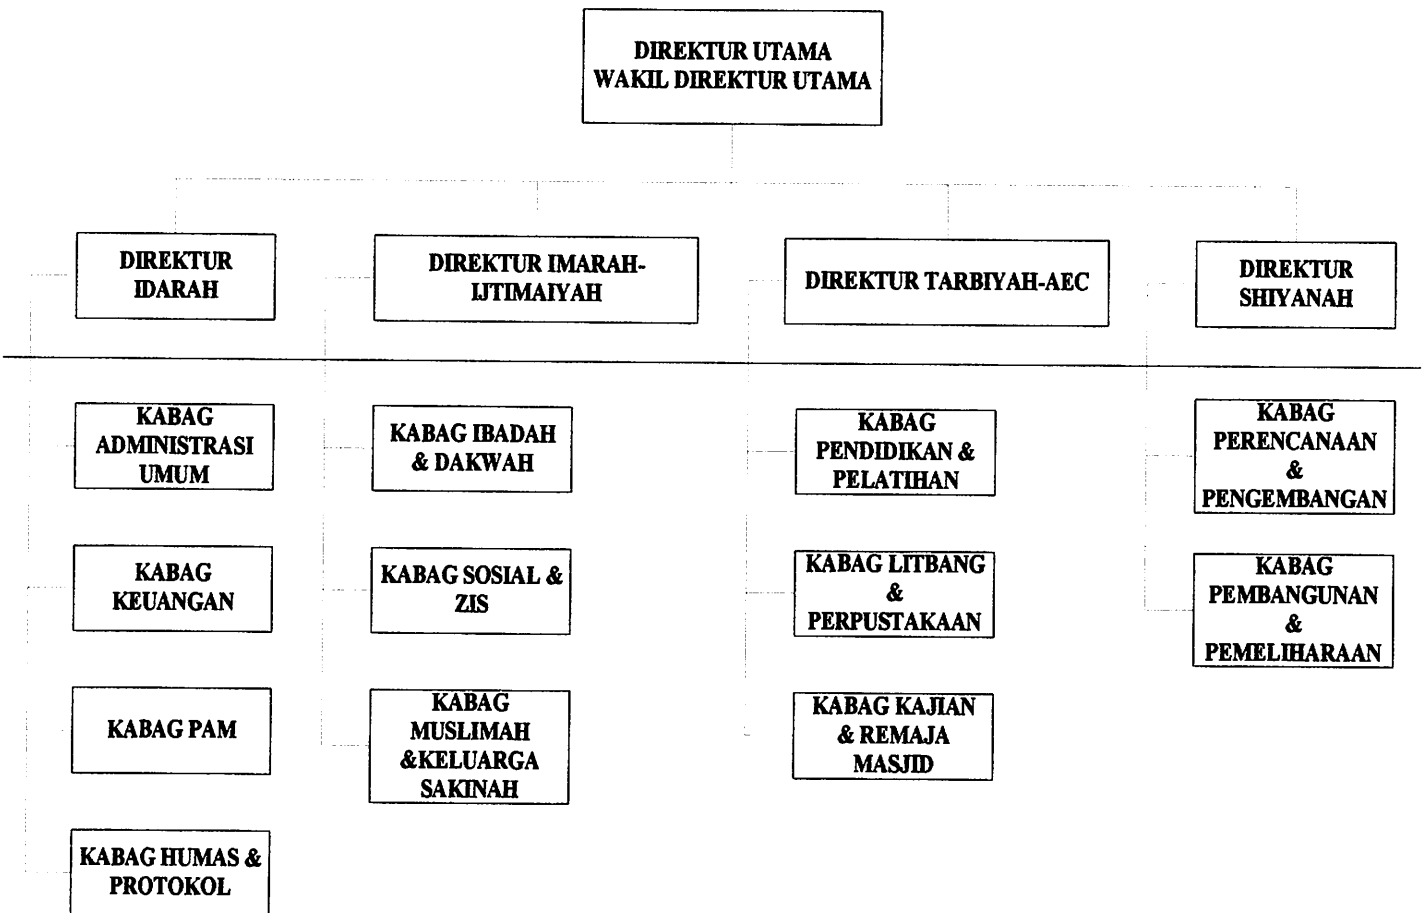 DIREKTUR UTAMA
WAKIL DIREKTUR UTAMA
DIREKTUR
IDARAH
DIREKTUR IMARAH-
IJTIMAIYAH
DIREKTUR TARBIYAH-AEC
DIREKTUR
SHIYANAH
KABAG
ADMINISTRASI
UMUM
KABAG IBADAH
& DAKWAH
KABAG
PENDIDIKAN &
PELATIHAN
KABAG
PERENCANAAN
&
PENGEMBANGAN
KABAG
KEUANGAN
KABAG SOSIAL &
ZIS
KABAG LITBANG
&
PERPUSTAKAAN
KABAG
PEMBANGUNAN
&
PEMELIHARAAN
KABAG PAM
KABAG
MUSLIMAH
&KELUARGA
SAKINAH
KABAG KAJIAN
& REMAJA
MASJID
KABAG HUMAS &
PROTOKOL